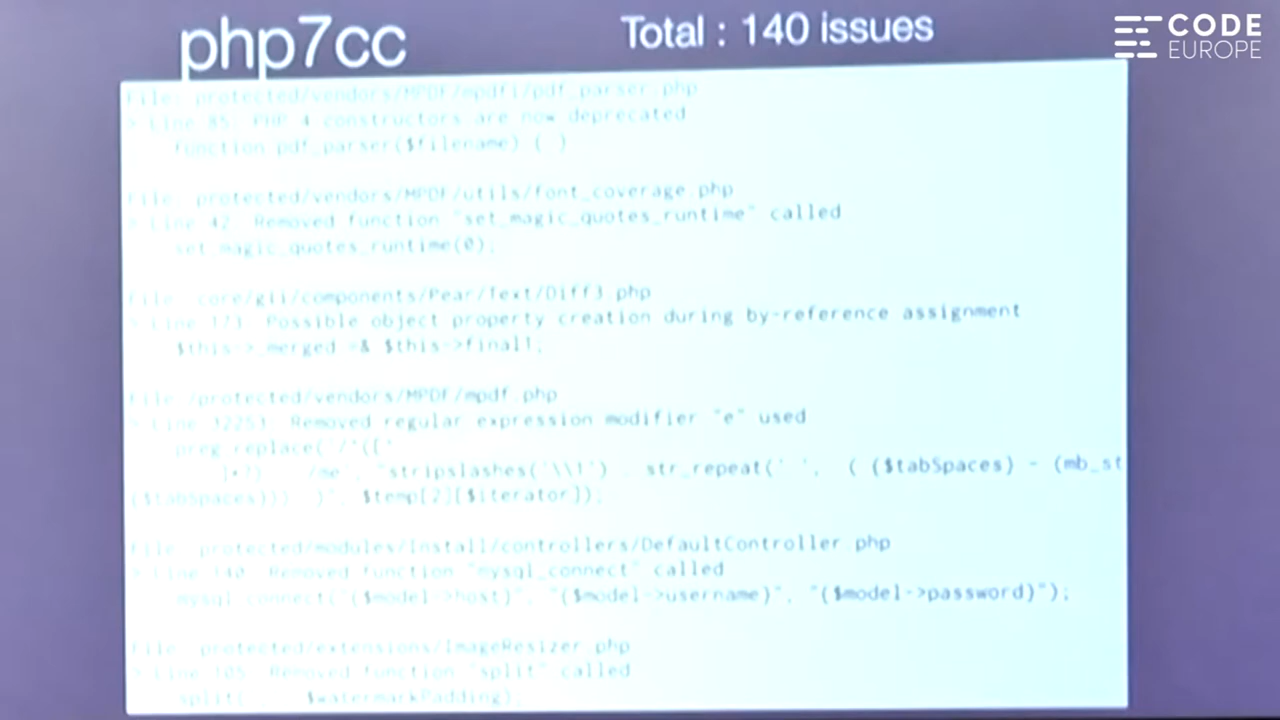 php7cc
Total : 140 issues
CODE
EUROPE
File: protected/vendors/MPDF/mpdfi/pdf_parser.php
> Line 85: PHP 4 constructors are now deprecated
function pdf_parser($filename) { }
File: protected/vendors/MPDF/utils/font_coverage.php
> Line 42: Removed function "set_magic_quotes_runtime" called
set_magic_quotes_runtime(0);
File: core/gii/components/Pear/Text/Diff3.php
> Line 173: Possible object property creation during by-reference assignment
$this->_merged =& $this->final1;
File: /protected/vendors/MPDF/mpdf.php
> Line 32253: Removed regular expression modifier "e" used
preg_replace('/^([^
/me', "stripslashes('\\1') . str_repeat(' ', ( ($tabSpaces) - (mb_st
($tabSpaces))) )", $temp[2][$iterator]);
File: protected/modules/Install/controllers/DefaultController.php
> Line 140: Removed function "mysql_connect" called
mysql_connect("($model->host)", "($model->username)", "($model->password)");
File: protected/extensions/ImageResizer.php
> Line 105: Removed function "split" called
split( $watermarkPadding);